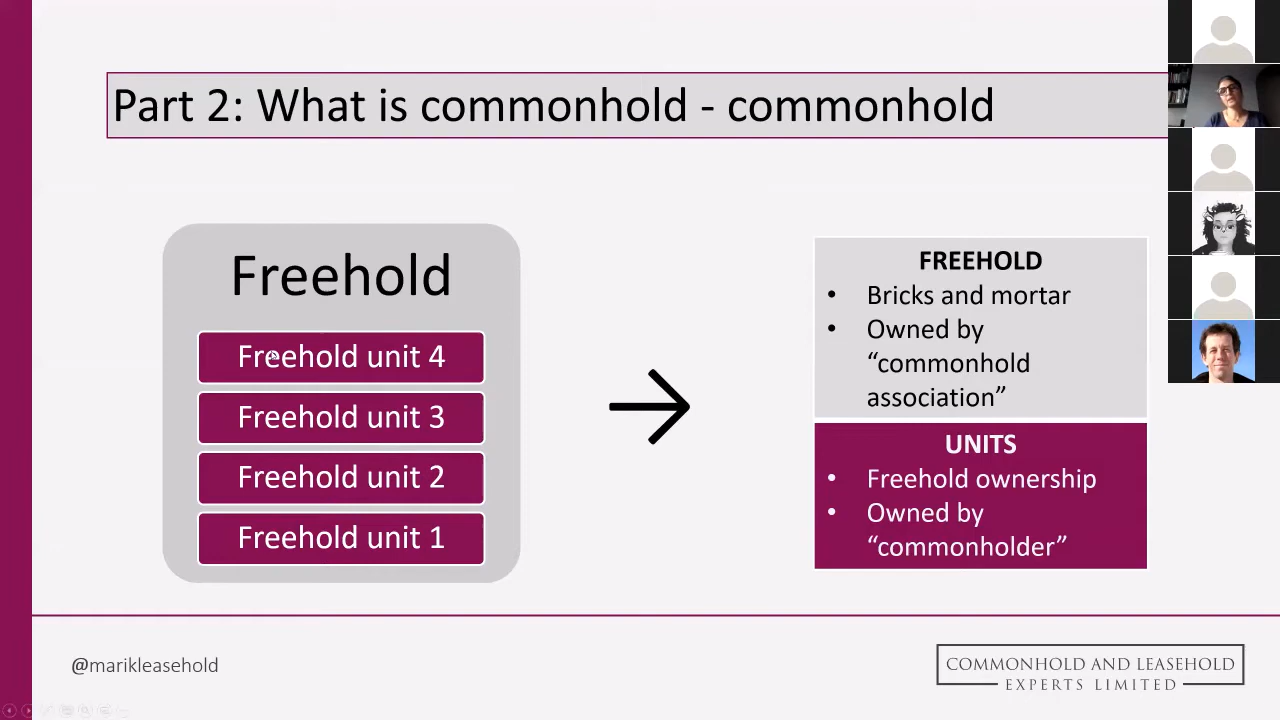 Part 2: What is commonhold - commonhold
Freehold
Freehold unit 4
Freehold unit 3
Freehold unit 2
Freehold unit 1
FREEHOLD
• Bricks and mortar
• Owned by
“commonhold
association”
UNITS
• Freehold ownership
• Owned by
“commonholder”
@marikleasehold
COMMONHOLD AND LEASEHOLD
EXPERTS LIMITED